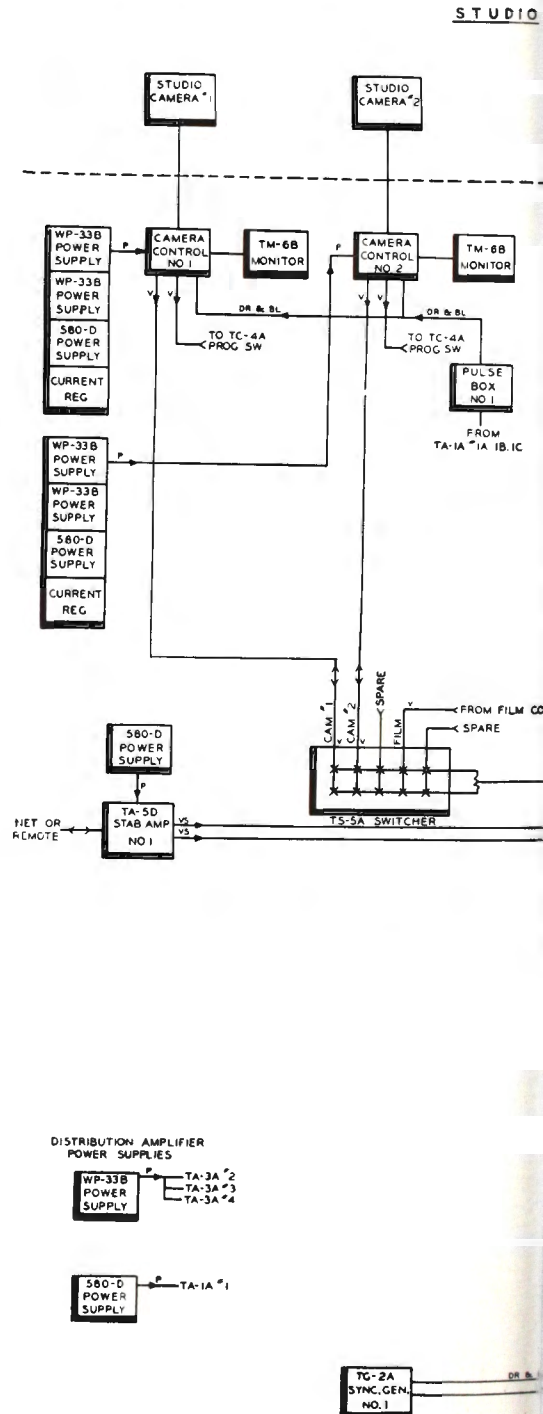 STUDIO
STUDIO
CAMERA #1
STUDIO
CAMERA #2
WP-33B
POWER
SUPPLY
WP-33B
POWER
SUPPLY
580-D
POWER
SUPPLY
CURRENT
REG
P
CAMERA
CONTROL
NO. 1
TM-6B
MONITOR
P
CAMERA
CONTROL
NO. 2
TM-6B
MONITOR
V
V
DR & BL
TO TC-4A
PROG SW
V
V
DR & BL
TO TC-4A
PROG SW
PULSE
BOX
NO. 1
FROM
TA-1A #1A 1B, 1C
WP-33B
POWER
SUPPLY
WP-33B
POWER
SUPPLY
580-D
POWER
SUPPLY
CURRENT
REG
P
CAM #1
V
CAM #2
V
SPARE
FILM
V
FROM FILM CO
SPARE
TS-5A SWITCHER
580-D
POWER
SUPPLY
P
NET OR
REMOTE
TA-5D
STAB AMP
NO 1
VS
VS
DISTRIBUTION AMPLIFIER
POWER SUPPLIES
WP-33B
POWER
SUPPLY
P
TA-3A #2
TA-3A #3
TA-3A #4
580-D
POWER
SUPPLY
P
TA-1A #1
TG-2A
SYNC. GEN.
NO. 1
DR &